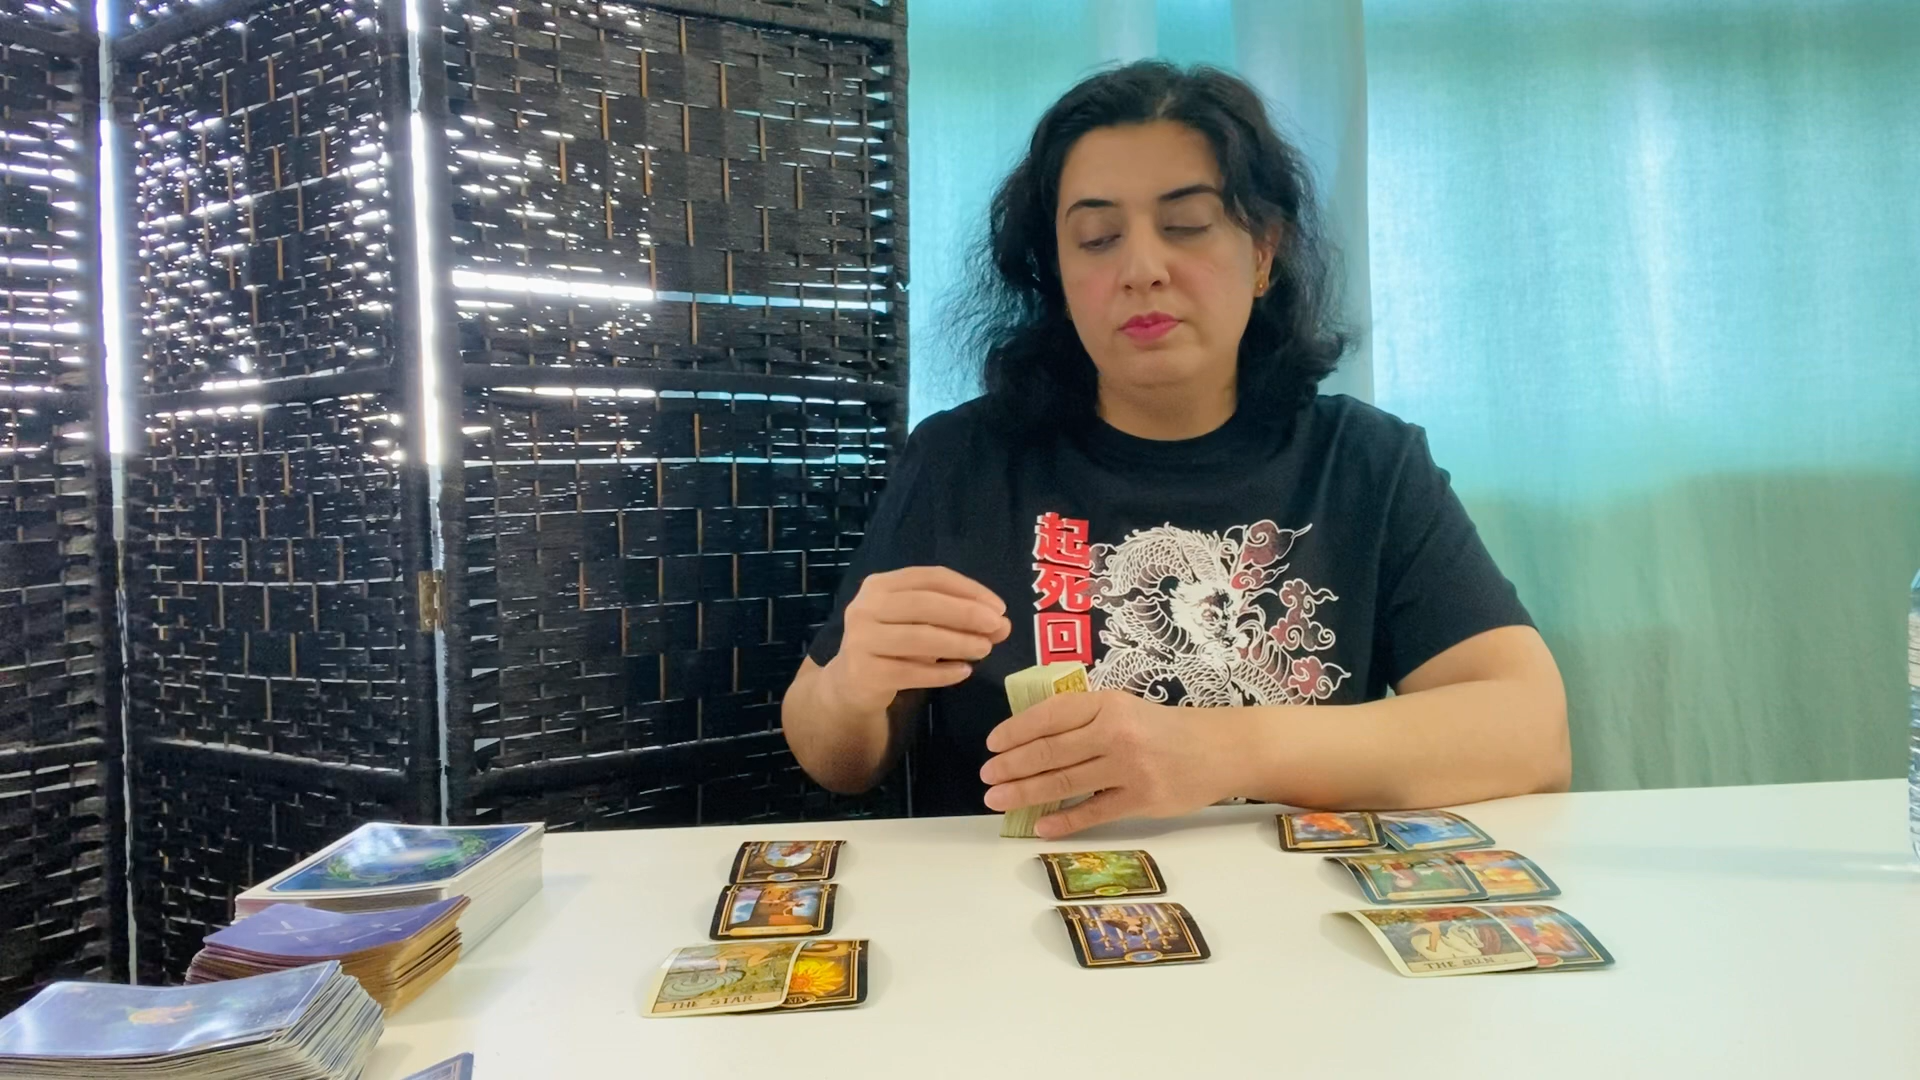 起死回
THE STAR.
XIX
THE SUN.